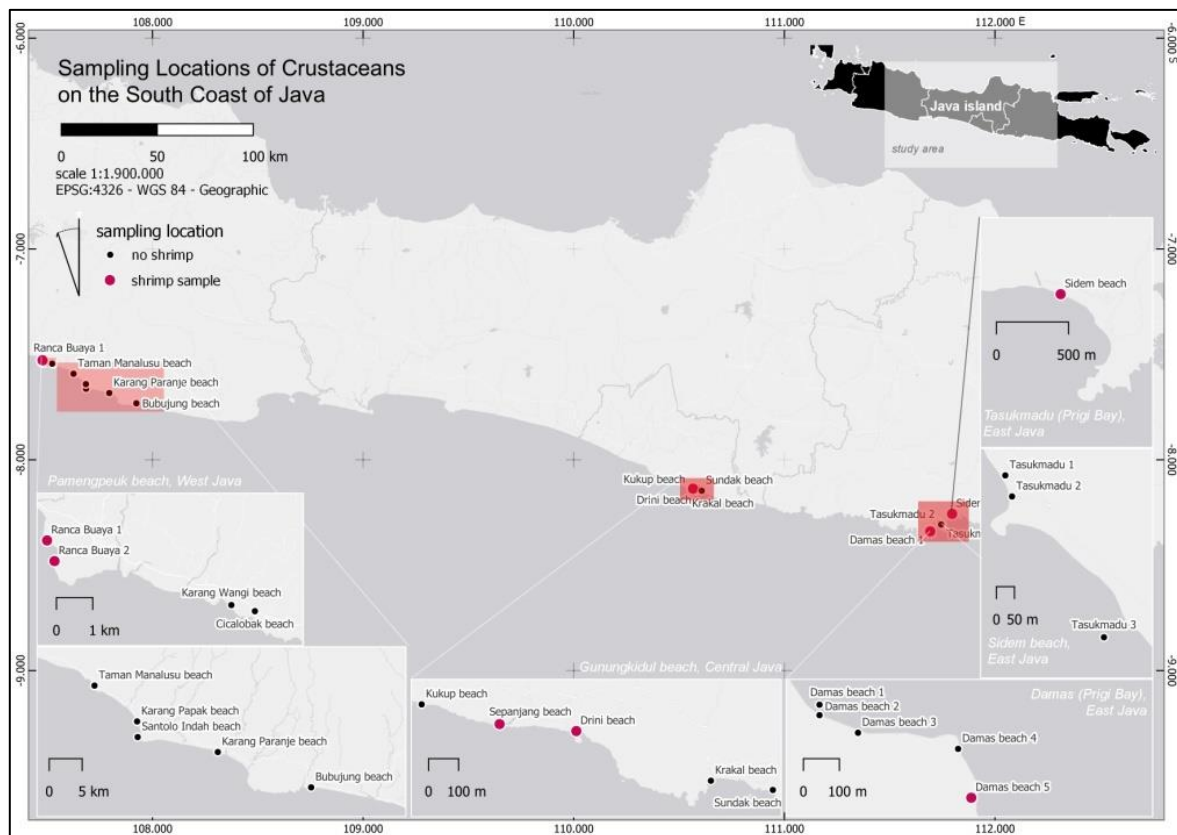 108.000
109.000
110.000
111.000
112.000 E
-6.000
-6.000 S
Sampling Locations of Crustaceans
on the South Coast of Java
0 50 100 km
scale 1:1.900.000
EPSG:4326 - WGS 84 - Geographic
sampling location
no shrimp
shrimp sample
Java island
study area
-7.000
-7.000
Ranca Buaya 1
Taman Manalusu beach
Karang Paranje beach
Bubujung beach
Sidem beach
0 500 m
Tasukmadu (Prigi Bay),
East Java
-8.000
-8.000
Kukup beach
Sundak beach
Drini beach
Krakal beach
Tasukmadu 2
Sider
Tasukn
Damas beach 1
Pamengpeuk beach, West Java
Ranca Buaya 1
Ranca Buaya 2
Karang Wangi beach
Cicalobak beach
0 1 km
Tasukmadu 1
Tasukmadu 2
0 50 m
Tasukmadu 3
Sidem beach,
East Java
-9.000
-9.000
Taman Manalusu beach
Karang Papak beach
Santolo Indah beach
Karang Paranje beach
Bubujung beach
0 5 km
Gunungkidul beach, Central Java
Kukup beach
Sepanjang beach
Drini beach
Krakal beach
Sundak beach
0 100 m
Damas (Prigi Bay),
East Java
Damas beach 1
Damas beach 2
Damas beach 3
Damas beach 4
Damas beach 5
0 100 m
108.000
109.000
110.000
111.000
112.000